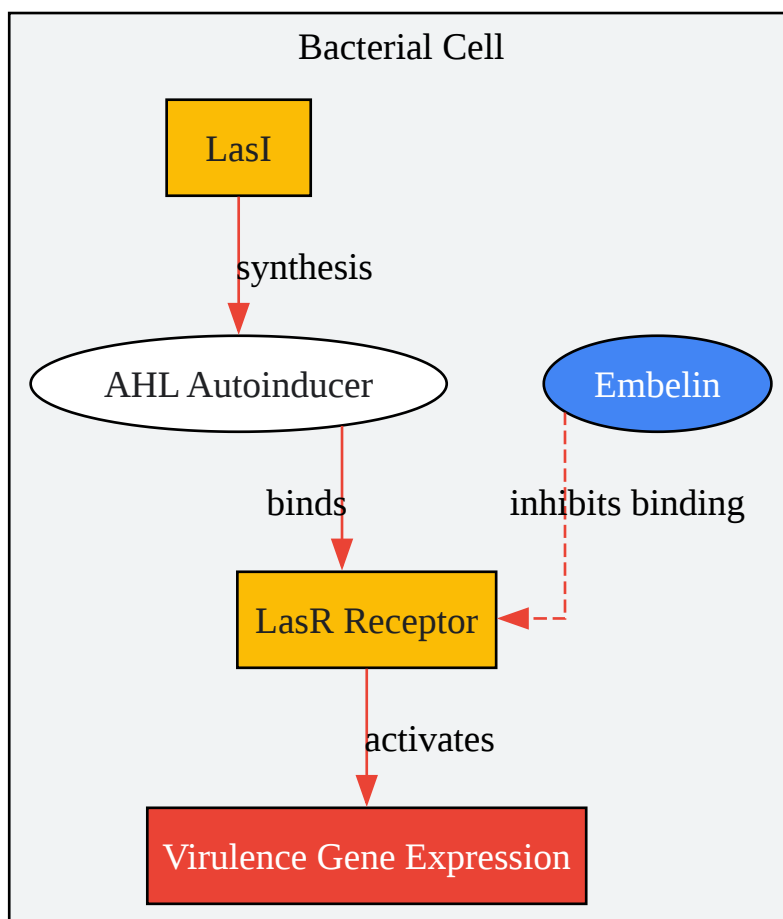 Bacterial Cell
LasI
synthesis
AHL Autoinducer
Embelin
binds
inhibits binding
LasR Receptor
activates
Virulence Gene Expression